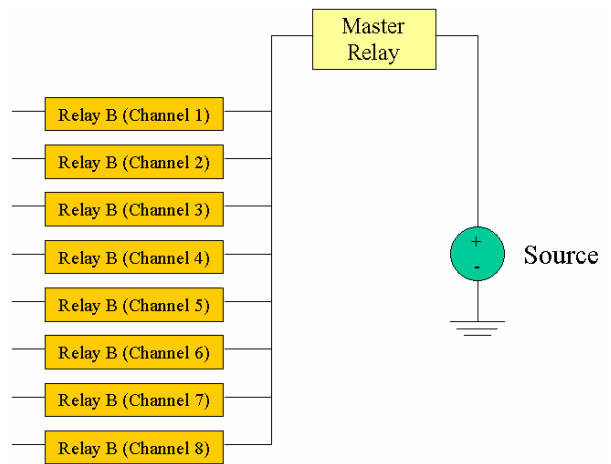 Master
Relay
Relay B (Channel 1)
Relay B (Channel 2)
Relay B (Channel 3)
Relay B (Channel 4)
Relay B (Channel 5)
Relay B (Channel 6)
Relay B (Channel 7)
Relay B (Channel 8)
+
-
Source